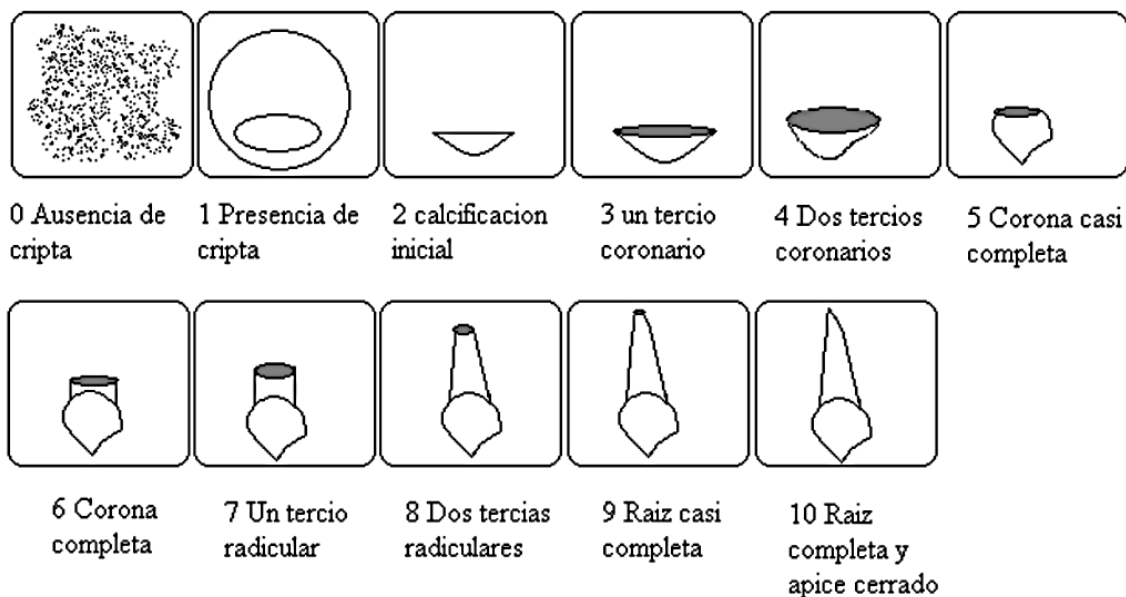 0 Ausencia de
cripta
1 Presencia de
cripta
2 calcificacion
inicial
3 un tercio
coronario
4 Dos tercios
coronarios
5 Corona casi
completa
6 Corona
completa
7 Un tercio
radicular
8 Dos tercias
radiculares
9 Raiz casi
completa
10 Raiz
completa y
apice cerrado